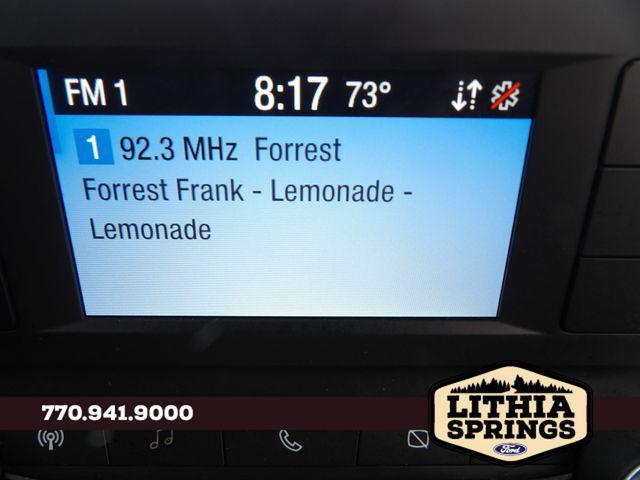 FM 1 8:17 73°
1 92.3 MHz Forrest
Forrest Frank - Lemonade -
Lemonade
770.941.9000
LITHIA
SPRINGS
Ford